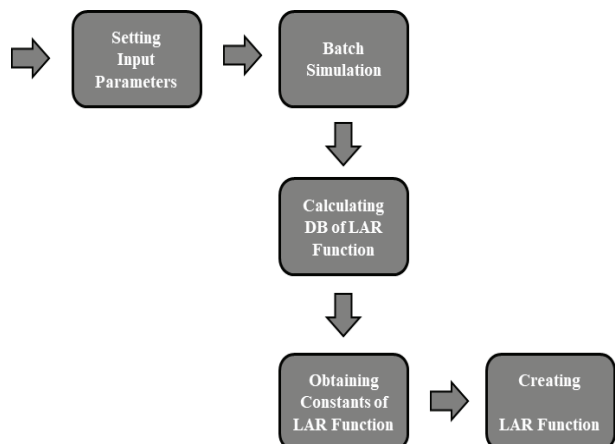 Setting
Input
Parameters
Batch
Simulation
Calculating
DB of LAR
Function
Obtaining
Constants of
LAR Function
Creating
LAR Function